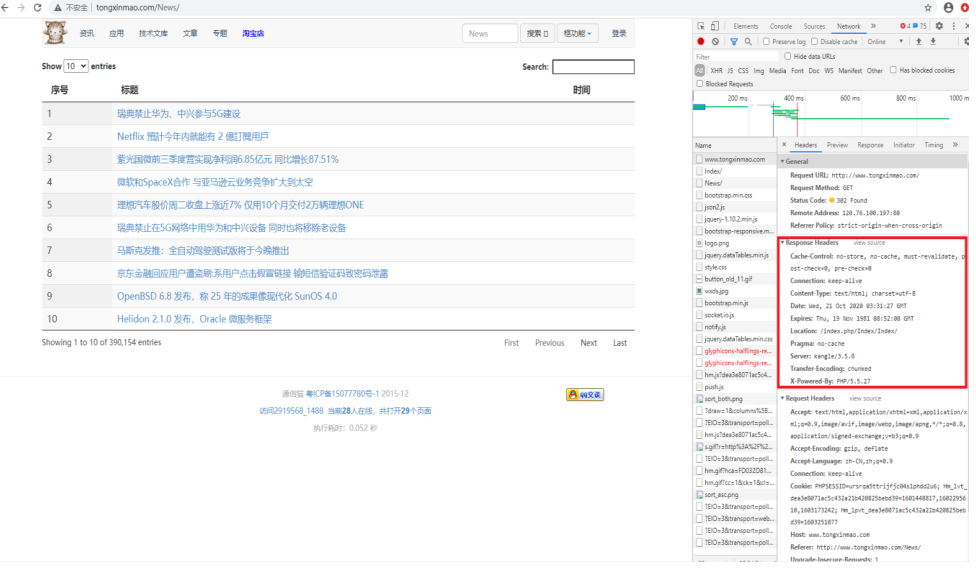 不安全 | tongxinmao.com/News/
资讯 应用 技术文库 文章 专题 淘宝店 News 搜索 框功能 登录
Show 10 entries Search:
序号 标题 时间
1 瑞典禁止华为、中兴参与5G建设
2 Netflix 預計今年内就能有 2 億訂閱用戶
3 紫光国微前三季度营实现净利润6.85亿元 同比增长87.51%
4 微软和SpaceX合作 与亚马逊云业务竞争扩大到太空
5 理想汽车股价周二收盘上涨近7% 仅用10个月交付2万辆理想ONE
6 瑞典禁止在5G网络中用华为和中兴设备 同时也将移除老设备
7 马斯克发推：全自动驾驶测试版将于今晚推出
8 京东金融回应用户遭盗刷:系用户点击假冒链接 输短信验证码致密码泄露
9 OpenBSD 6.8 发布，称 25 年的成果像现代化 SunOS 4.0
10 Helidon 2.1.0 发布，Oracle 微服务框架
Showing 1 to 10 of 390,154 entries First Previous Next Last
通信猫 粤ICP备15077780号-1 2015-12
QQ交谈
访问2919568_1488 当前28人在线，共打开29个页面
执行耗时：0.052 秒
Elements Console Sources Network » 4 75
Preserve log Disable cache Online
Filter Hide data URLs
All XHR JS CSS Img Media Font Doc WS Manifest Other Has blocked cookies
Blocked Requests
200 ms 400 ms 600 ms 800 ms 1000 m
Name
www.tongxinmao.com
Index/
News/
bootstrap.min.css
json2.js
jquery-1.10.2.min.js
bootstrap-responsive.m...
logo.png
jquery.dataTables.min.js
style.css
button_old_11.gif
wxds.jpg
bootstrap.min.js
socket.io.js
notify.js
jquery.dataTables.min.css
glyphicons-halflings-re...
glyphicons-halflings-re...
hm.js?dea3e8071ac5c4...
push.js
sort_both.png
?draw=1&columns%5B...
?EIO=3&transport=poll...
hm.js?dea3e8071ac5c4...
s.gif?r=http%3A%2F%2...
?EIO=3&transport=poll...
hm.gif?hca=FD032D81...
hm.gif?cc=1&ck=1&cl=...
sort_asc.png
?EIO=3&transport=poll...
?EIO=3&transport=web...
?EIO=3&transport=poll...
?EIO=3&transport=poll...
× Headers Preview Response Initiator Timing »
General
Request URL: http://www.tongxinmao.com/
Request Method: GET
Status Code: 302 Found
Remote Address: 120.76.100.197:80
Referrer Policy: strict-origin-when-cross-origin
Response Headers view source
Cache-Control: no-store, no-cache, must-revalidate, p
ost-check=0, pre-check=0
Connection: keep-alive
Content-Type: text/html; charset=utf-8
Date: Wed, 21 Oct 2020 03:31:27 GMT
Expires: Thu, 19 Nov 1981 08:52:00 GMT
Location: /index.php/Index/Index/
Pragma: no-cache
Server: kangle/3.5.8
Transfer-Encoding: chunked
X-Powered-By: PHP/5.5.27
Request Headers view source
Accept: text/html,application/xhtml+xml,application/x
ml;q=0.9,image/avif,image/webp,image/apng,*/*;q=0.8,
application/signed-exchange;v=b3;q=0.9
Accept-Encoding: gzip, deflate
Accept-Language: zh-CN,zh;q=0.9
Connection: keep-alive
Cookie: PHPSESSID=ursrqa5ttrijfjc04s1phdd2u6; Hm_lvt_
dea3e8071ac5c432a21b420825bebd39=1601448817,16022956
10,1603173242; Hm_lpvt_dea3e8071ac5c432a21b420825beb
d39=1603251077
Host: www.tongxinmao.com
Referer: http://www.tongxinmao.com/News/
Upgrade-Insecure-Requests: 1